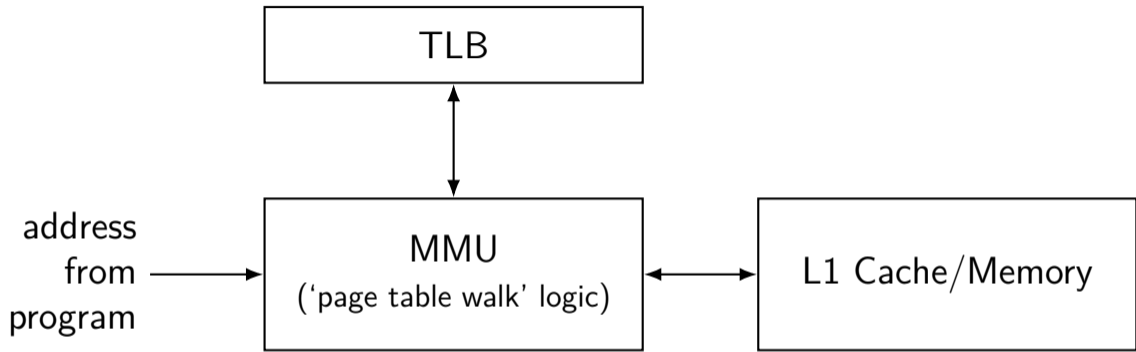 TLB
address
from
program
MMU
(‘page table walk’ logic)
L1 Cache/Memory